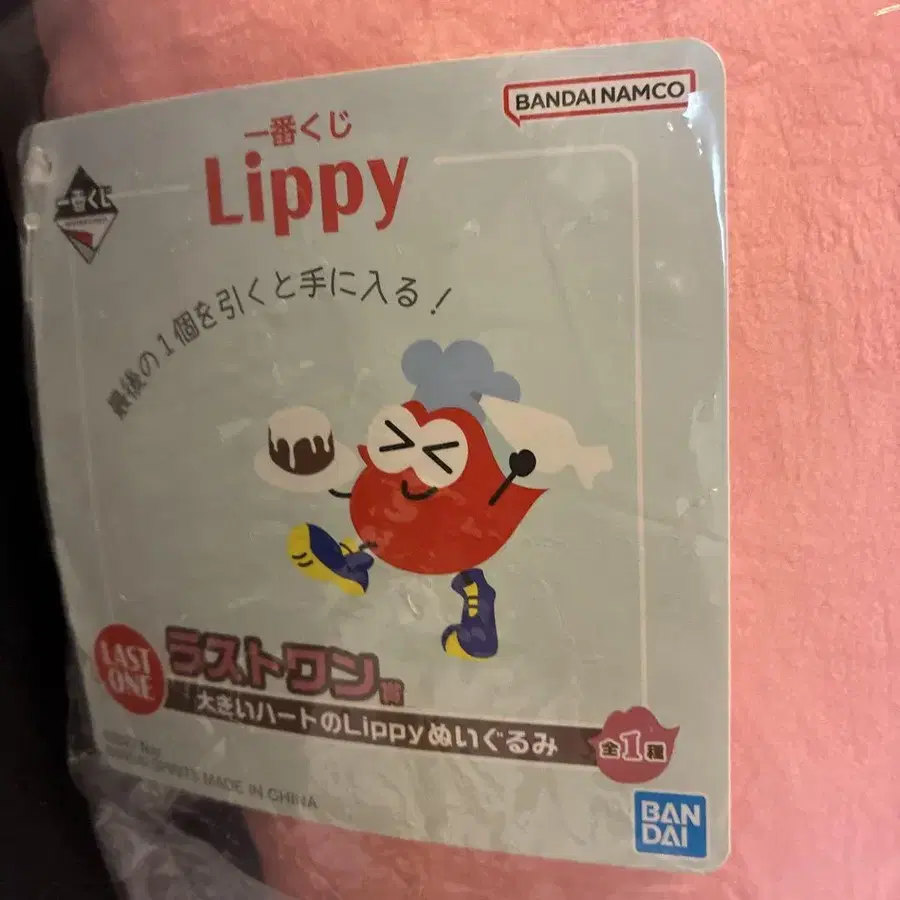 BANDAI NAMCO
一番くじ
Lippy
一番くじ
最後の1個を引くと手に入る!
LAST
ONE
ラストワン賞
大きいハートのLippyぬいぐるみ
全1種
SPIRITS MADE IN CHINA
BAN
DAI